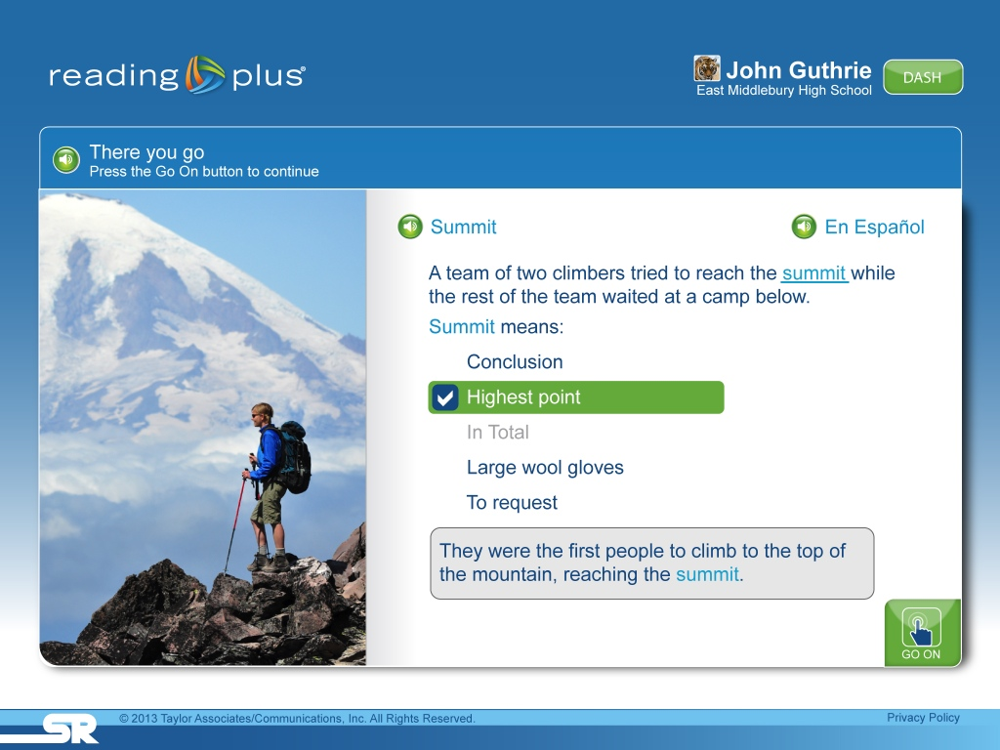 reading plus®
John Guthrie
East Middlebury High School
DASH
There you go
Press the Go On button to continue
Summit
En Español
A team of two climbers tried to reach the summit while
the rest of the team waited at a camp below.
Summit means:
Conclusion
Highest point
In Total
Large wool gloves
To request
They were the first people to climb to the top of
the mountain, reaching the summit.
GO ON
SR
© 2013 Taylor Associates/Communications, Inc. All Rights Reserved.
Privacy Policy